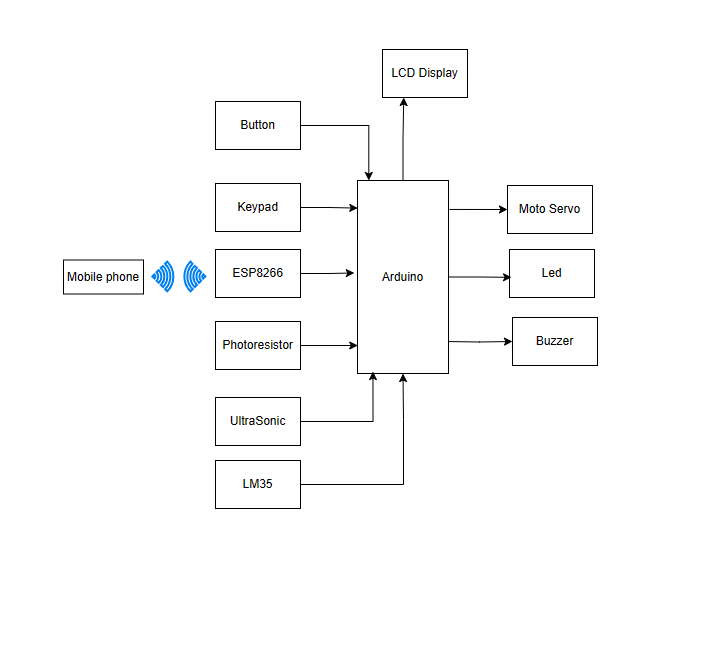 LCD Display
Button
Keypad
Moto Servo
Mobile phone
ESP8266
Arduino
Led
Photoresistor
Buzzer
UltraSonic
LM35